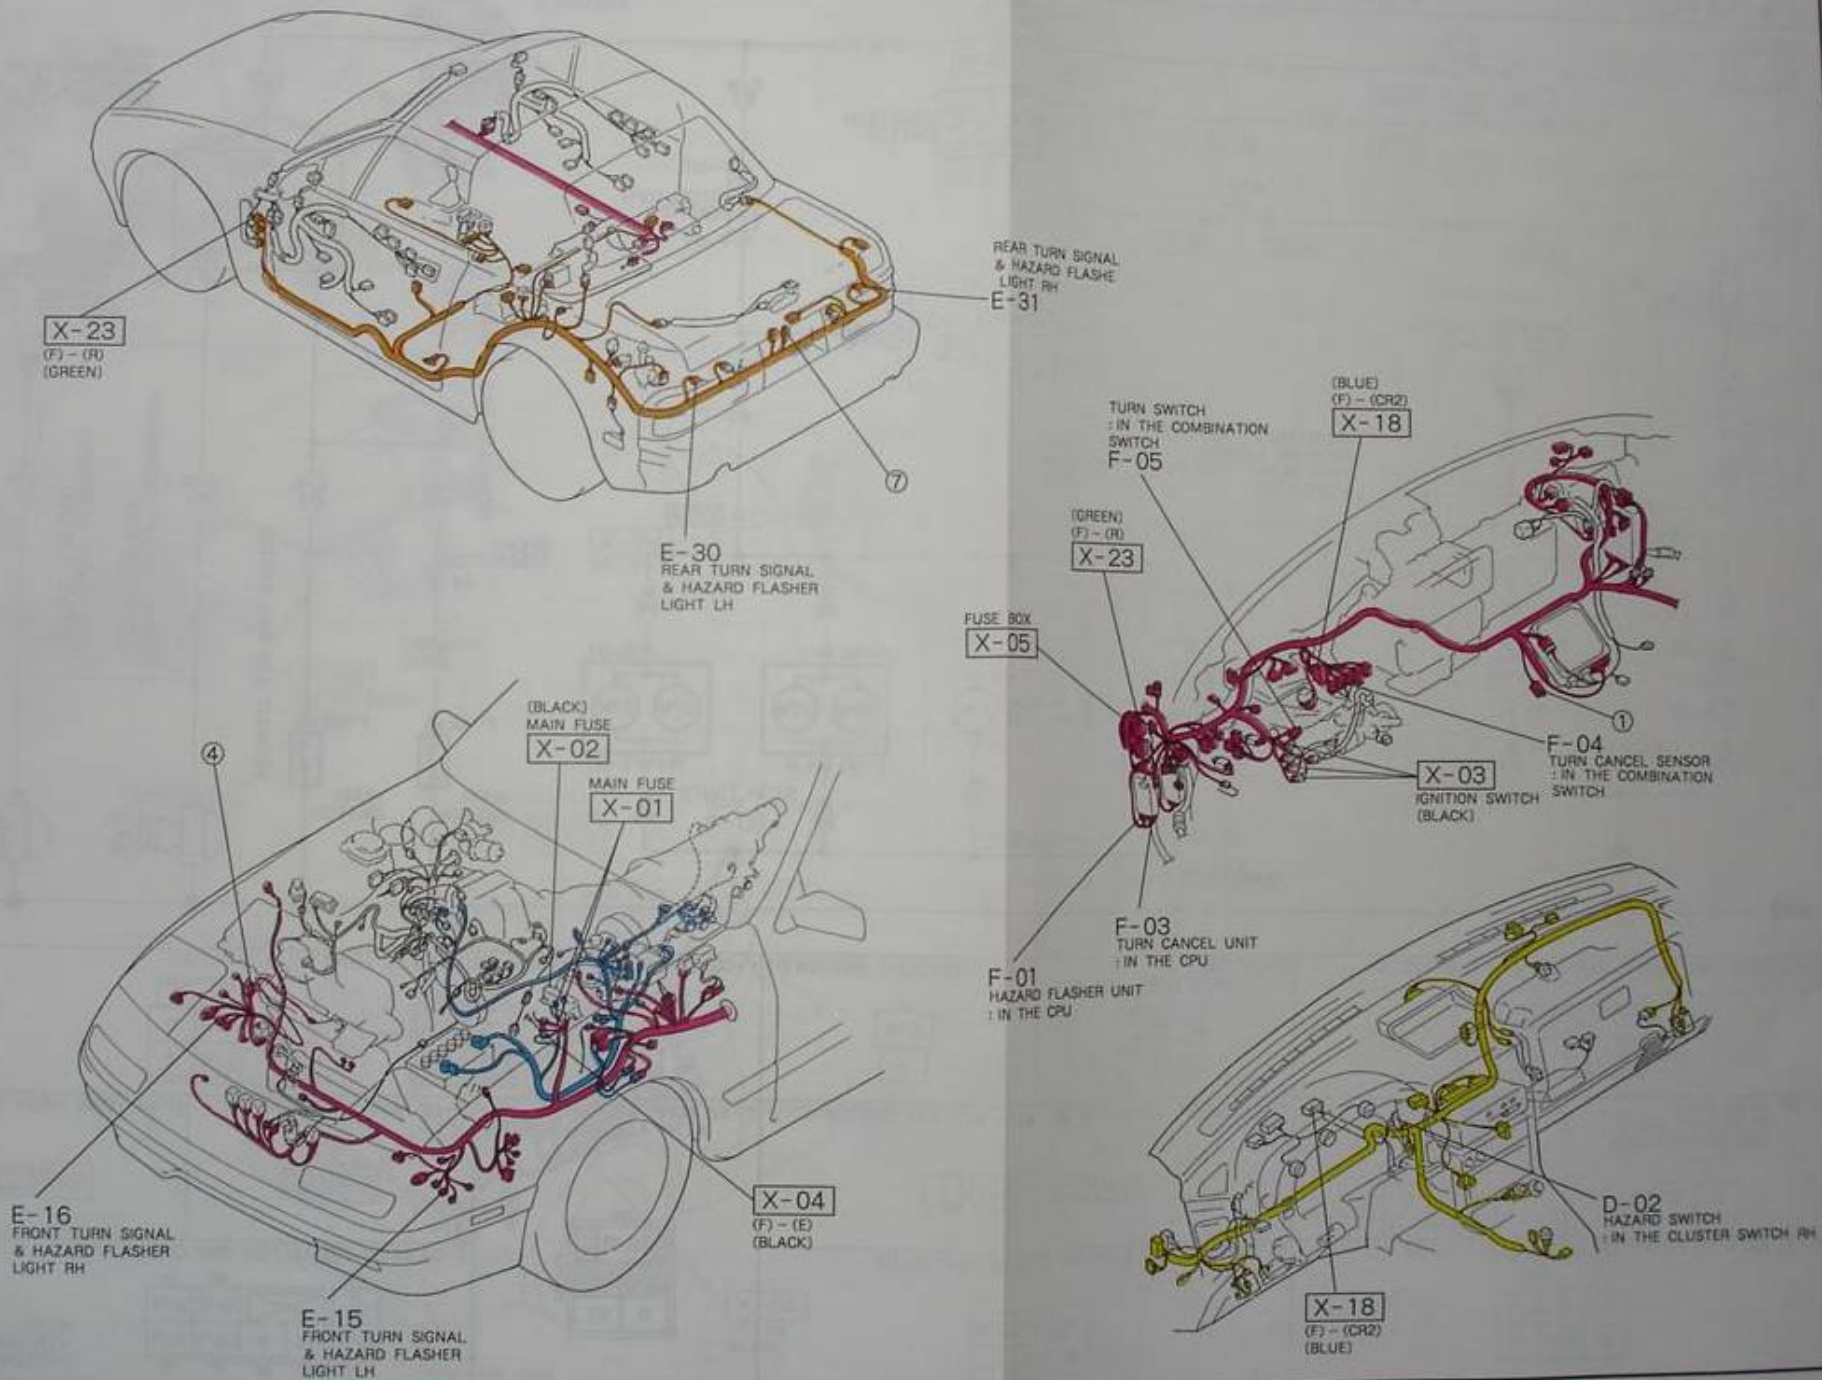 X-23
(F) - (R)
(GREEN)
REAR TURN SIGNAL
& HAZARD FLASHE
LIGHT RH
E-31
⑦
E-30
REAR TURN SIGNAL
& HAZARD FLASHER
LIGHT LH
(BLUE)
(F) - (CR2)
X-18
TURN SWITCH
: IN THE COMBINATION
SWITCH
F-05
(GREEN)
(F) - (R)
X-23
FUSE BOX
X-05
①
F-04
TURN CANCEL SENSOR
: IN THE COMBINATION
SWITCH
X-03
IGNITION SWITCH
(BLACK)
F-03
TURN CANCEL UNIT
: IN THE CPU
F-01
HAZARD FLASHER UNIT
: IN THE CPU
④
(BLACK)
MAIN FUSE
X-02
MAIN FUSE
X-01
E-16
FRONT TURN SIGNAL
& HAZARD FLASHER
LIGHT RH
E-15
FRONT TURN SIGNAL
& HAZARD FLASHER
LIGHT LH
X-04
(F) - (E)
(BLACK)
D-02
HAZARD SWITCH
: IN THE CLUSTER SWITCH RH
X-18
(F) - (CR2)
(BLUE)